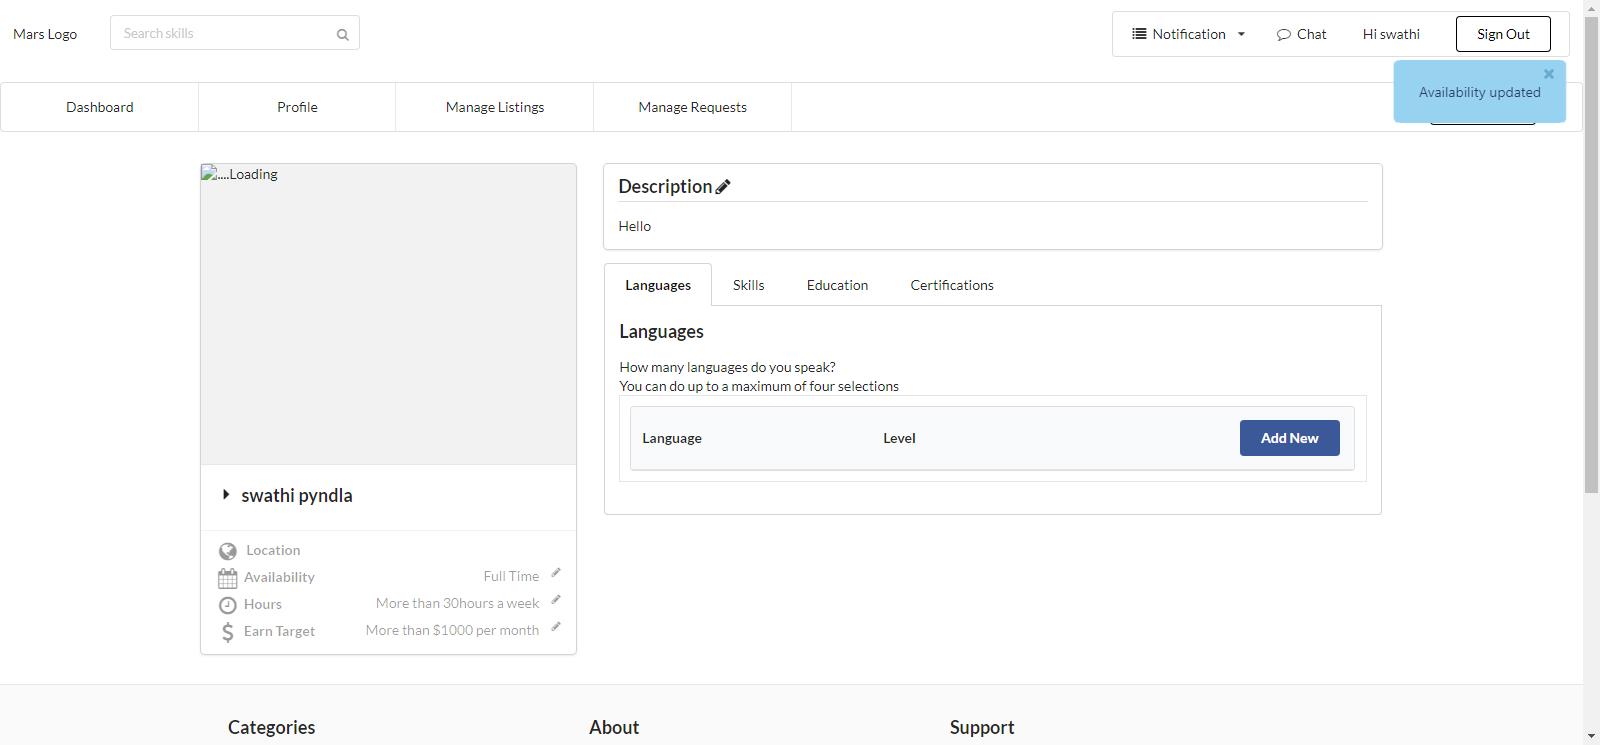 Mars Logo
Search skills
Notification
Chat
Hi swathi
Sign Out
Availability updated
Dashboard
Profile
Manage Listings
Manage Requests
....Loading
swathi pyndla
Location
Availability
Full Time
Hours
More than 30hours a week
Earn Target
More than $1000 per month
Description
Hello
Languages
Skills
Education
Certifications
Languages
How many languages do you speak?
You can do up to a maximum of four selections
Language
Level
Add New
Categories
About
Support